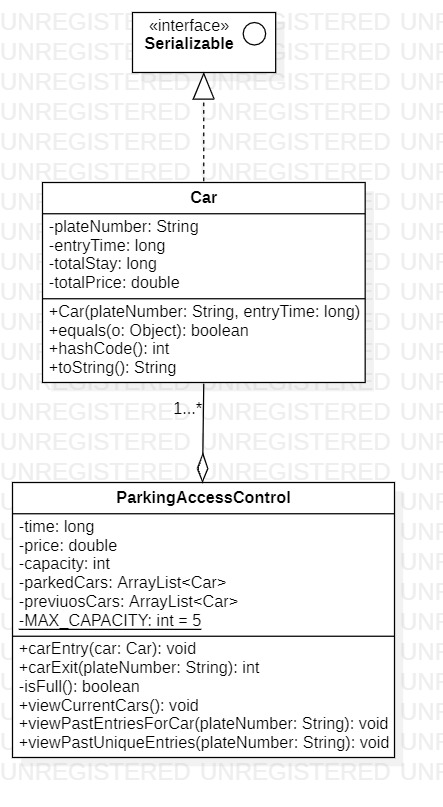 «interface»
Serializable
Car
-plateNumber: String
-entryTime: long
-totalStay: long
-totalPrice: double
+Car(plateNumber: String, entryTime: long)
+equals(o: Object): boolean
+hashCode(): int
+toString(): String
1...*
ParkingAccessControl
-time: long
-price: double
-capacity: int
-parkedCars: ArrayList<Car>
-previuosCars: ArrayList<Car>
-MAX_CAPACITY: int = 5
+carEntry(car: Car): void
+carExit(plateNumber: String): int
-isFull(): boolean
+viewCurrentCars(): void
+viewPastEntriesForCar(plateNumber: String): void
+viewPastUniqueEntries(plateNumber: String): void
UNREGISTERED